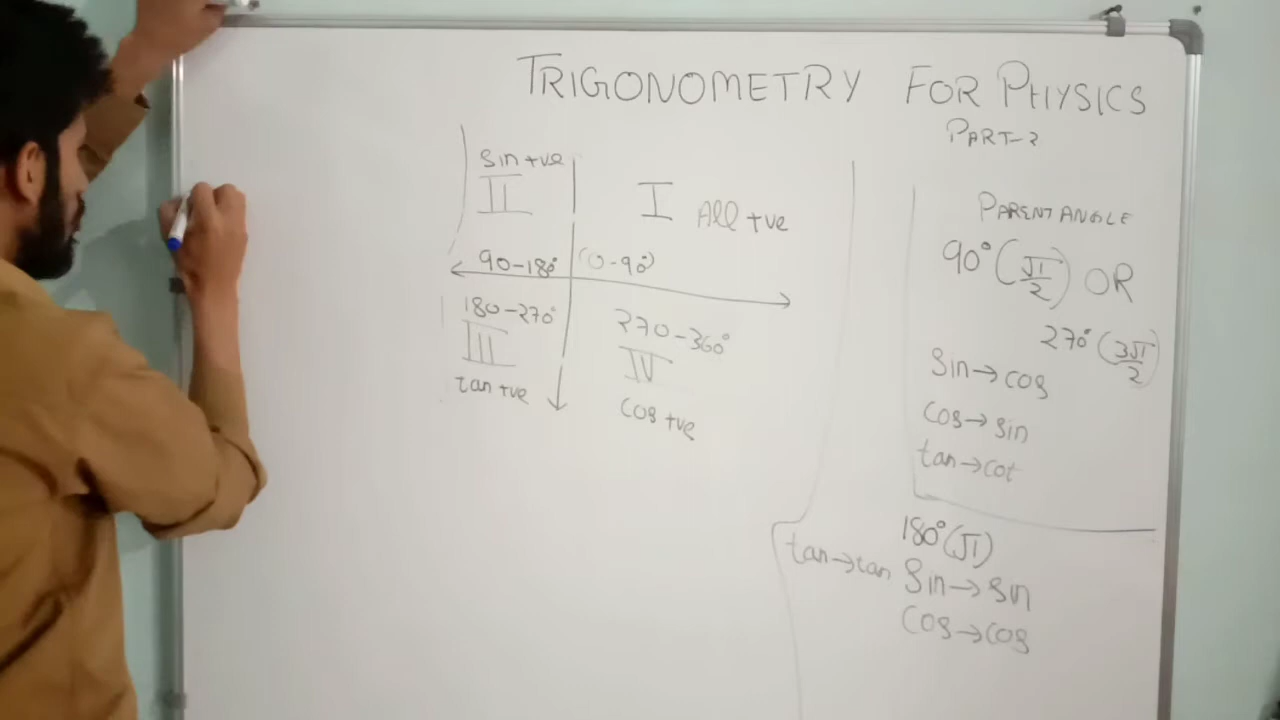 TRIGONOMETRY FOR PHYSICS
PART-2
sin +ve
II
I All +ve
90-180° (0-90°)
180-270°
III
tan +ve
270-360°
IV
cos +ve
PARENT ANGLE
90° (π/2) OR
270° (3π/2)
sin→cos
cos→sin
tan→cot
180° (π)
tan→tan sin→sin
cos→cos